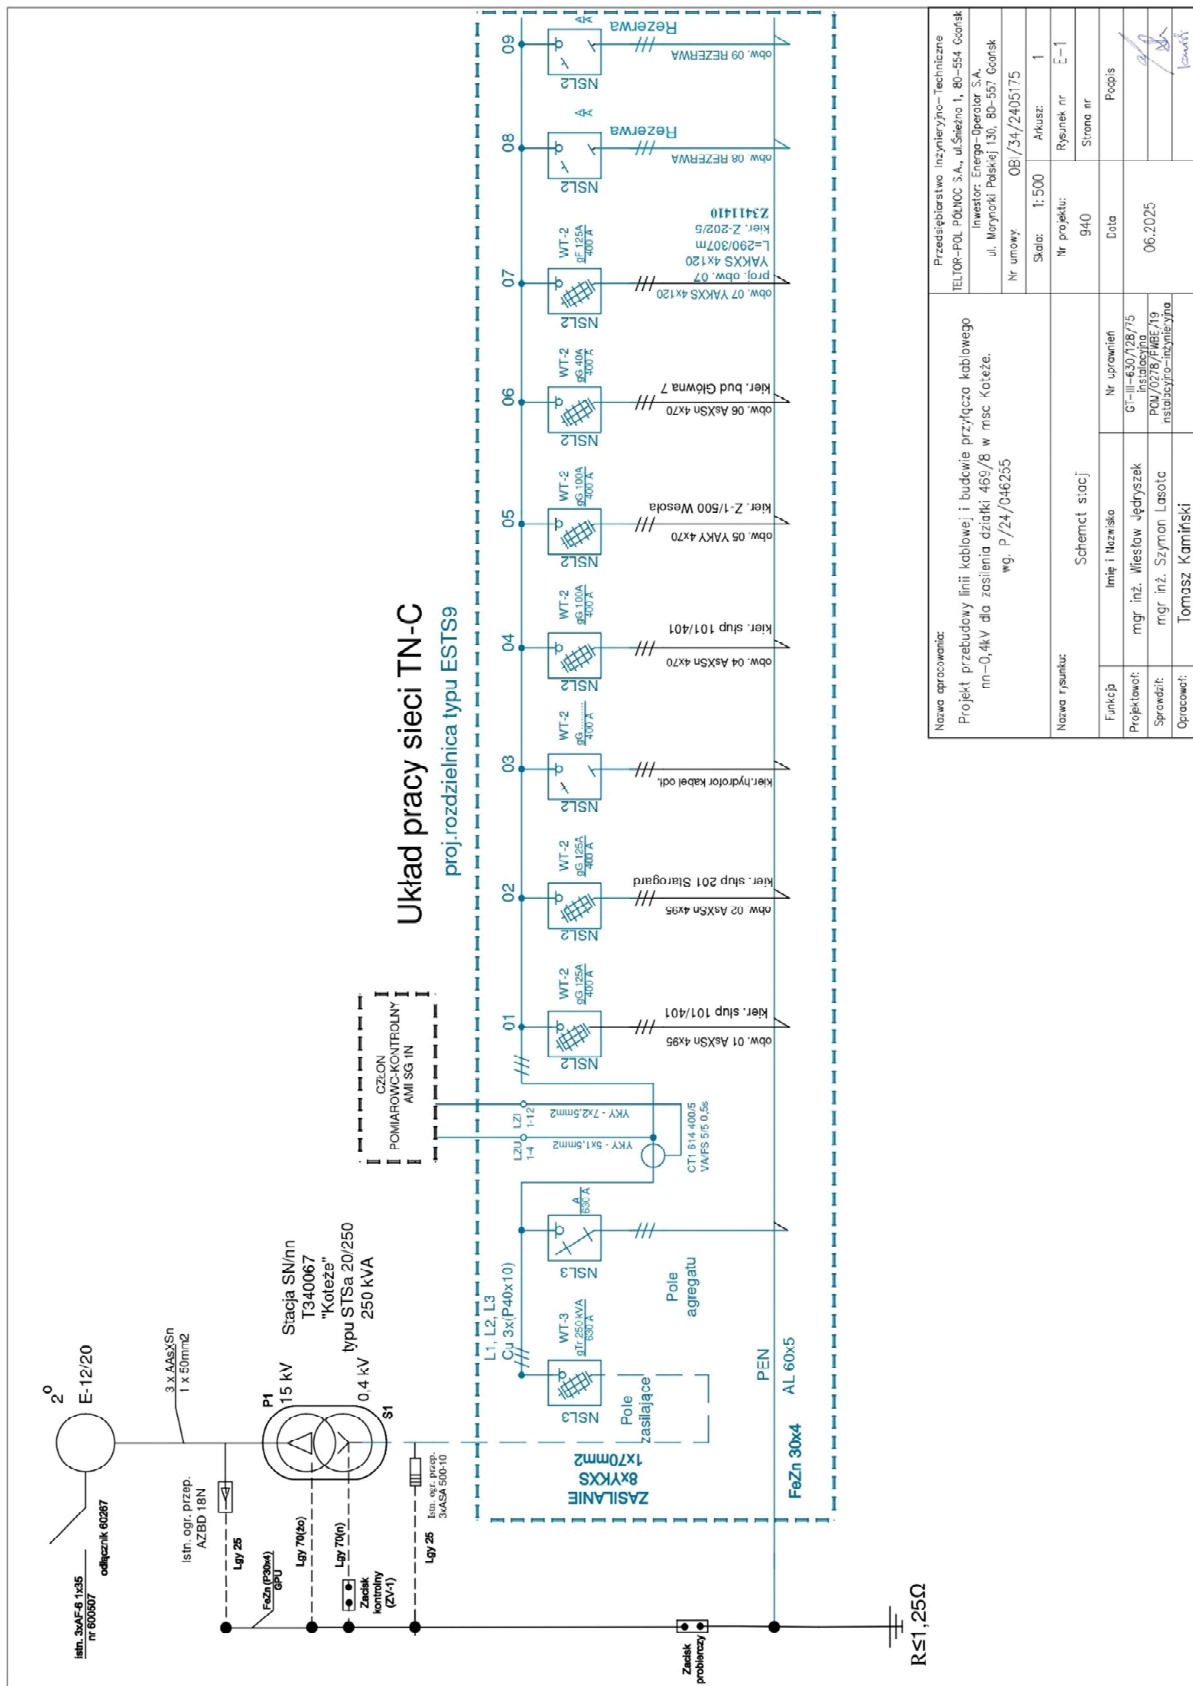 2°
E-12/20
istn. 3xAF-6 1x35
nr 600507
odłącznik 60267
3 x AAsXSn
1 x 50mm2
Istn. ogr. przep.
AZBD 18N
P1
15 kV
0,4 kV
S1
Stacja SN/nn
T340067
"Koteże"
typu STSa 20/250
250 kVA
Lgy 25
FeZn (P30x4)
GPU
Lgy 70(żo)
Lgy 70(n)
Zacisk
kontrolny
(ZV-1)
Istn. ogr. przep.
3xASA 500-10
Lgy 25
Zacisk
probierczy
R≤1,25Ω
Układ pracy sieci TN-C
proj.rozdzielnica typu ESTS9
CZŁON
POMIAROWO-KONTROLNY
AMI SG 1N
LZU
1-4
LZI
1-12
YKY - 5x1,5mm2
YKY - 7x2,5mm2
CT1 614 400/5
VA/FS 5/5 0,5s
L1, L2, L3
Cu 3x(P40x10)
ZASILANIE
8xYKXS
1x70mm2
Pole
zasilające
NSL3
WT-3
gTr 250 kVA
630 A
NSL3
A
630 A
Pole
agregatu
PEN
AL 60x5
FeZn 30x4
01
NSL2
WT-2
gG 125A
400 A
obw. 01 AsXSn 4x95
kier. słup 101/401
02
NSL2
WT-2
gG 125A
400 A
obw. 02 AsXSn 4x95
kier. słup 201 Starogard
03
NSL2
WT-2
gG..........
400 A
kier.hydrofor kabel odł.
04
NSL2
WT-2
gG 100A
400 A
obw. 04 AsXSn 4x70
kier. słup 101/401
05
NSL2
WT-2
gG 100A
400 A
obw. 05 YAKY 4x70
kier. Z-1/500 Wesoła
06
NSL2
WT-2
gG 40A
400 A
obw. 06 AsXSn 4x70
kier. bud Główna 7
07
NSL2
WT-2
gF 125A
400 A
obw. 07 YAKXS 4x120
proj. obw. 07
YAKXS 4x120
L=290/307m
kier. Z-202/5
Z3411410
08
NSL2
obw. 08 REZERWA
Rezerwa
09
NSL2
obw. 09 REZERWA
Rezerwa
Nazwa opracowania:
Projekt przebudowy linii kablowej i budowie przyłącza kablowego
nn-0,4kV dla zasilenia działki 469/8 w msc Koteże.
wg. P/24/046255
Przedsiębiorstwo Inżynieryjno-Techniczne
TELTOR-POL PÓŁNOC S.A., ul.Śnieżna 1, 80-554 Gdańsk
Inwestor: Energa-Operator S.A.
ul. Marynarki Polskiej 130, 80-557 Gdańsk
Nr umowy: OBI/34/2405175
Skala: 1:500
Arkusz: 1
Nazwa rysunku:
Schemat stacji
Nr projektu:
940
Rysunek nr E-1
Strona nr
Funkcja
Imię i Nazwisko
Nr uprawnień
Data
Podpis
Projektował: mgr inż. Wiesław Jędryszek
GT-III-630/128/75
instalacyjna
Sprawdził: mgr inż. Szymon Lasota
POM/0278/PWBE/19
instalacyjno-inżynieryjna
06.2025
Opracował: Tomasz Kamiński